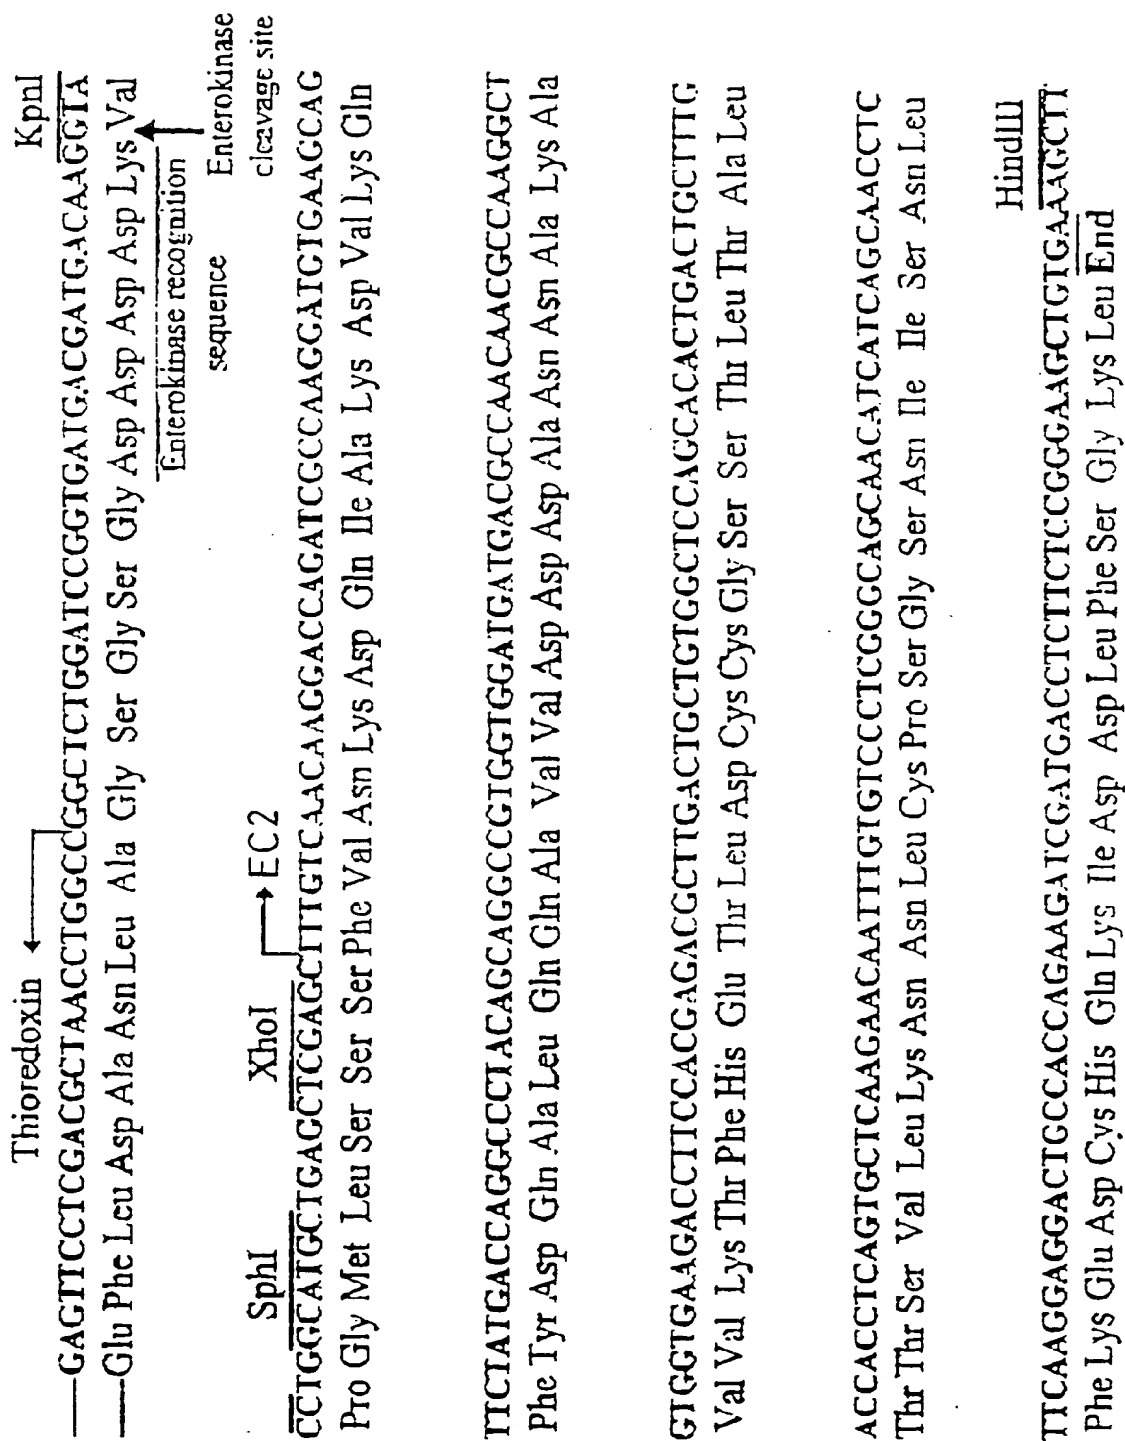 Thioredoxin KpnI
GAGTTCCTCGACGCTAACCTGGCCGGCTCTGGATCCGGTGATGACGATGACAAGGTA
Glu Phe Leu Asp Ala Asn Leu Ala Gly Ser Gly Ser Gly Asp Asp Asp Asp Lys Val
Enterokinase recognition sequence
Enterokinase cleavage site
SphI XhoI EC2
CCTGGCATGCTGAGCTCGAGCTTTGTCAACAAGGACCAGATCGCCAAGGATGTGAAGCAG
Pro Gly Met Leu Ser Ser Ser Phe Val Asn Lys Asp Gln Ile Ala Lys Asp Val Lys Gln
TTCTATGACCAGGCCCTACAGCAGGCCGTGGTGGATGATGACGCCAACAACGCCAAGGCT
Phe Tyr Asp Gln Ala Leu Gln Gln Ala Val Val Asp Asp Asp Ala Asn Asn Ala Lys Ala
GTGGTGAAGACCTTCCACGAGACGCTTGACTGCTGTGGCTCCAGCACACTGACTGCTTTG
Val Val Lys Thr Phe His Glu Thr Leu Asp Cys Cys Gly Ser Ser Thr Leu Thr Ala Leu
ACCACCTCAGTGCTCAAGAACAATTTGTGTCCCTCGGGCAGCAACATCATCAGCAACCTC
Thr Thr Ser Val Leu Lys Asn Asn Leu Cys Pro Ser Gly Ser Asn Ile Ile Ser Asn Leu
HindIII
TTCAAGGAGGACTGCCACCAGAAGATCGATGACCTCTTCTCCGGGAAGCTGTGAAAGCTT
Phe Lys Glu Asp Cys His Gln Lys Ile Asp Asp Leu Phe Ser Gly Lys Leu End